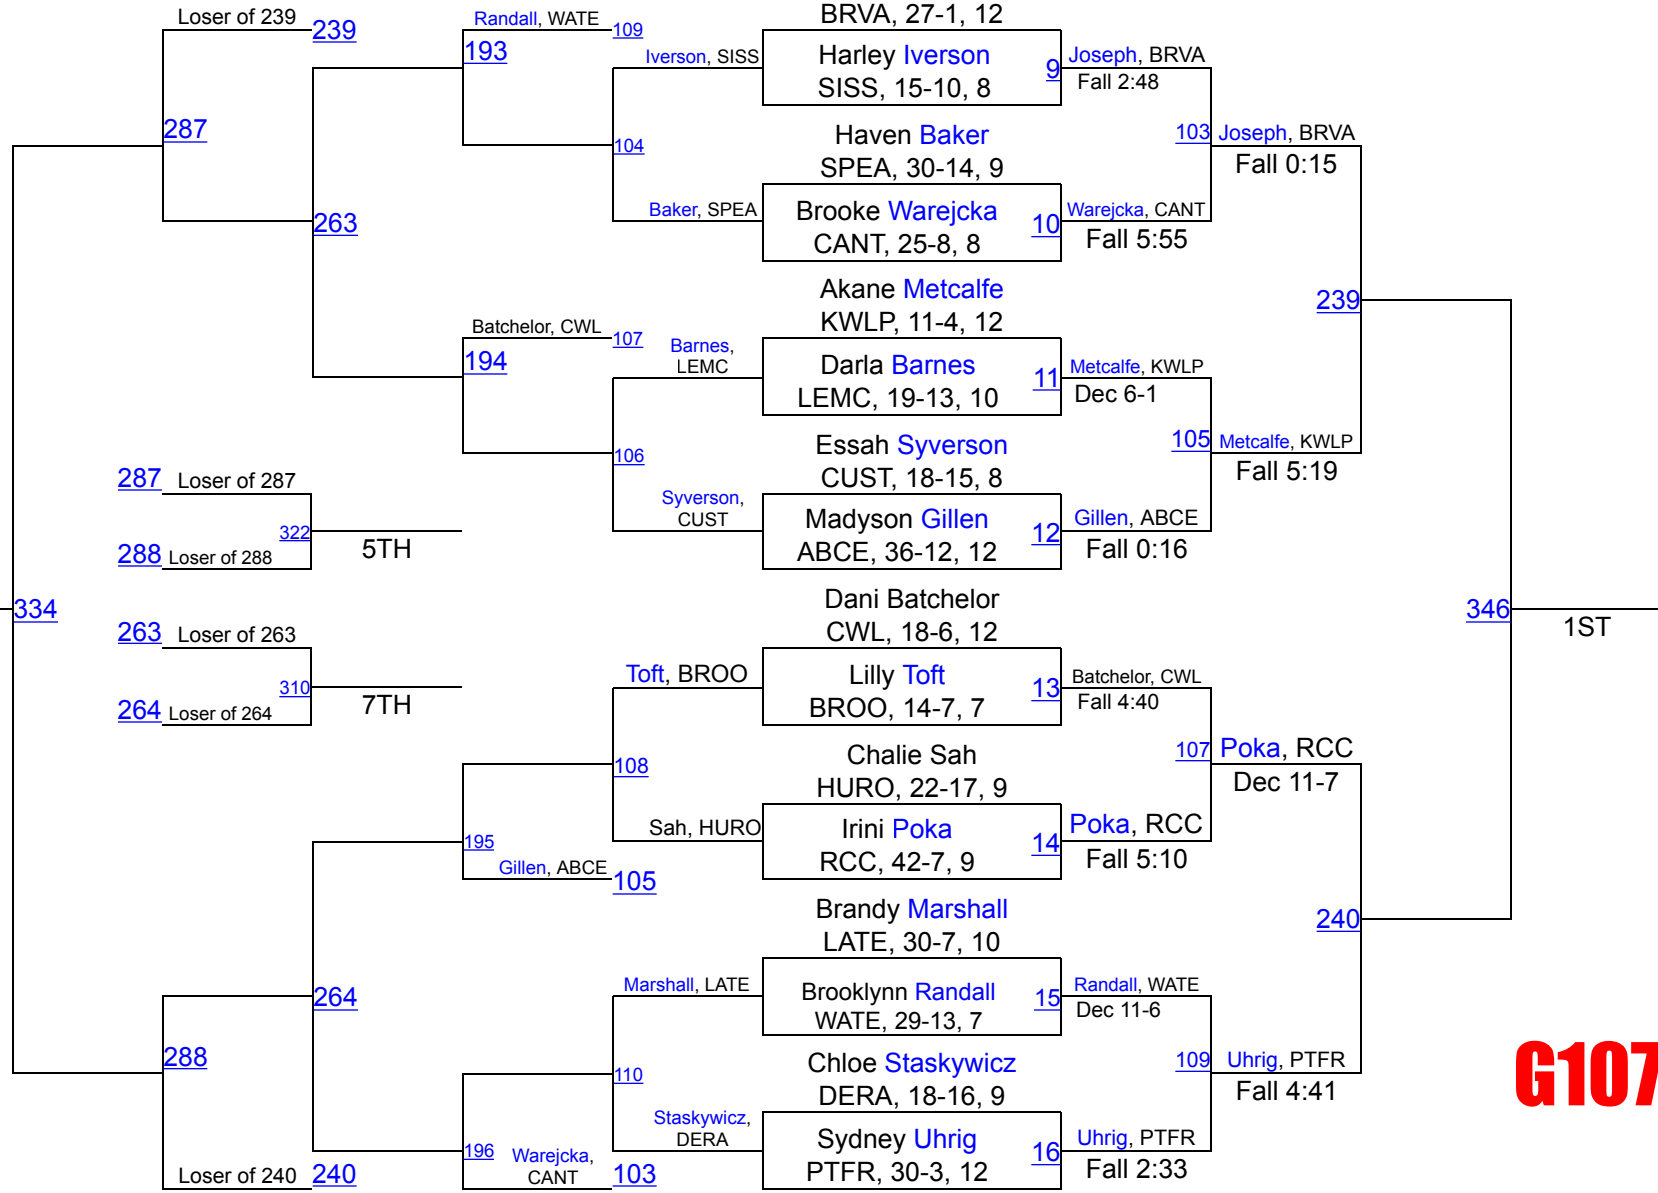 Loser of 239
239
Randall, WATE
109
193
287
263
Iverson, SISS
104
Baker, SPEA
BRVA, 27-1, 12
Harley Iverson
SISS, 15-10, 8
9
Joseph, BRVA
Fall 2:48
Haven Baker
SPEA, 30-14, 9
103
Joseph, BRVA
Fall 0:15
Brooke Warejcka
CANT, 25-8, 8
10
Warejcka, CANT
Fall 5:55
239
Batchelor, CWL
107
194
Barnes,
LEMC
106
Syverson,
CUST
Akane Metcalfe
KWLP, 11-4, 12
Darla Barnes
LEMC, 19-13, 10
11
Metcalfe, KWLP
Dec 6-1
Essah Syverson
CUST, 18-15, 8
105
Metcalfe, KWLP
Fall 5:19
Madyson Gillen
ABCE, 36-12, 12
12
Gillen, ABCE
Fall 0:16
287
Loser of 287
322
5TH
288
Loser of 288
334
263
Loser of 263
310
7TH
264
Loser of 264
346
1ST
Dani Batchelor
CWL, 18-6, 12
Toft, BROO
Lilly Toft
BROO, 14-7, 7
13
Batchelor, CWL
Fall 4:40
108
Chalie Sah
HURO, 22-17, 9
107
Poka, RCC
Dec 11-7
Sah, HURO
Irini Poka
RCC, 42-7, 9
14
Poka, RCC
Fall 5:10
195
Gillen, ABCE
105
240
Brandy Marshall
LATE, 30-7, 10
264
Marshall, LATE
Brooklynn Randall
WATE, 29-13, 7
15
Randall, WATE
Dec 11-6
288
110
Chloe Staskywicz
DERA, 18-16, 9
109
Uhrig, PTFR
Fall 4:41
Staskywicz,
DERA
Sydney Uhrig
PTFR, 30-3, 12
16
Uhrig, PTFR
Fall 2:33
196
Warejcka,
CANT
103
Loser of 240
240
G107